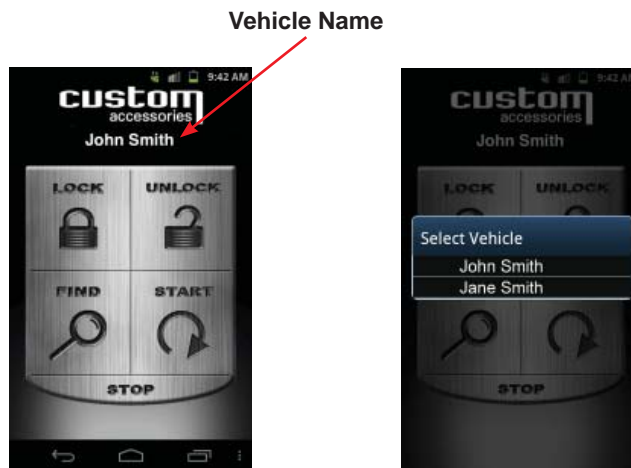 Vehicle Name
9:42 AM
custom
accessories
John Smith
LOCK
UNLOCK
FIND
START
STOP
9:42 AM
custom
accessories
John Smith
LOCK
UNLOCK
Select Vehicle
John Smith
Jane Smith
STOP